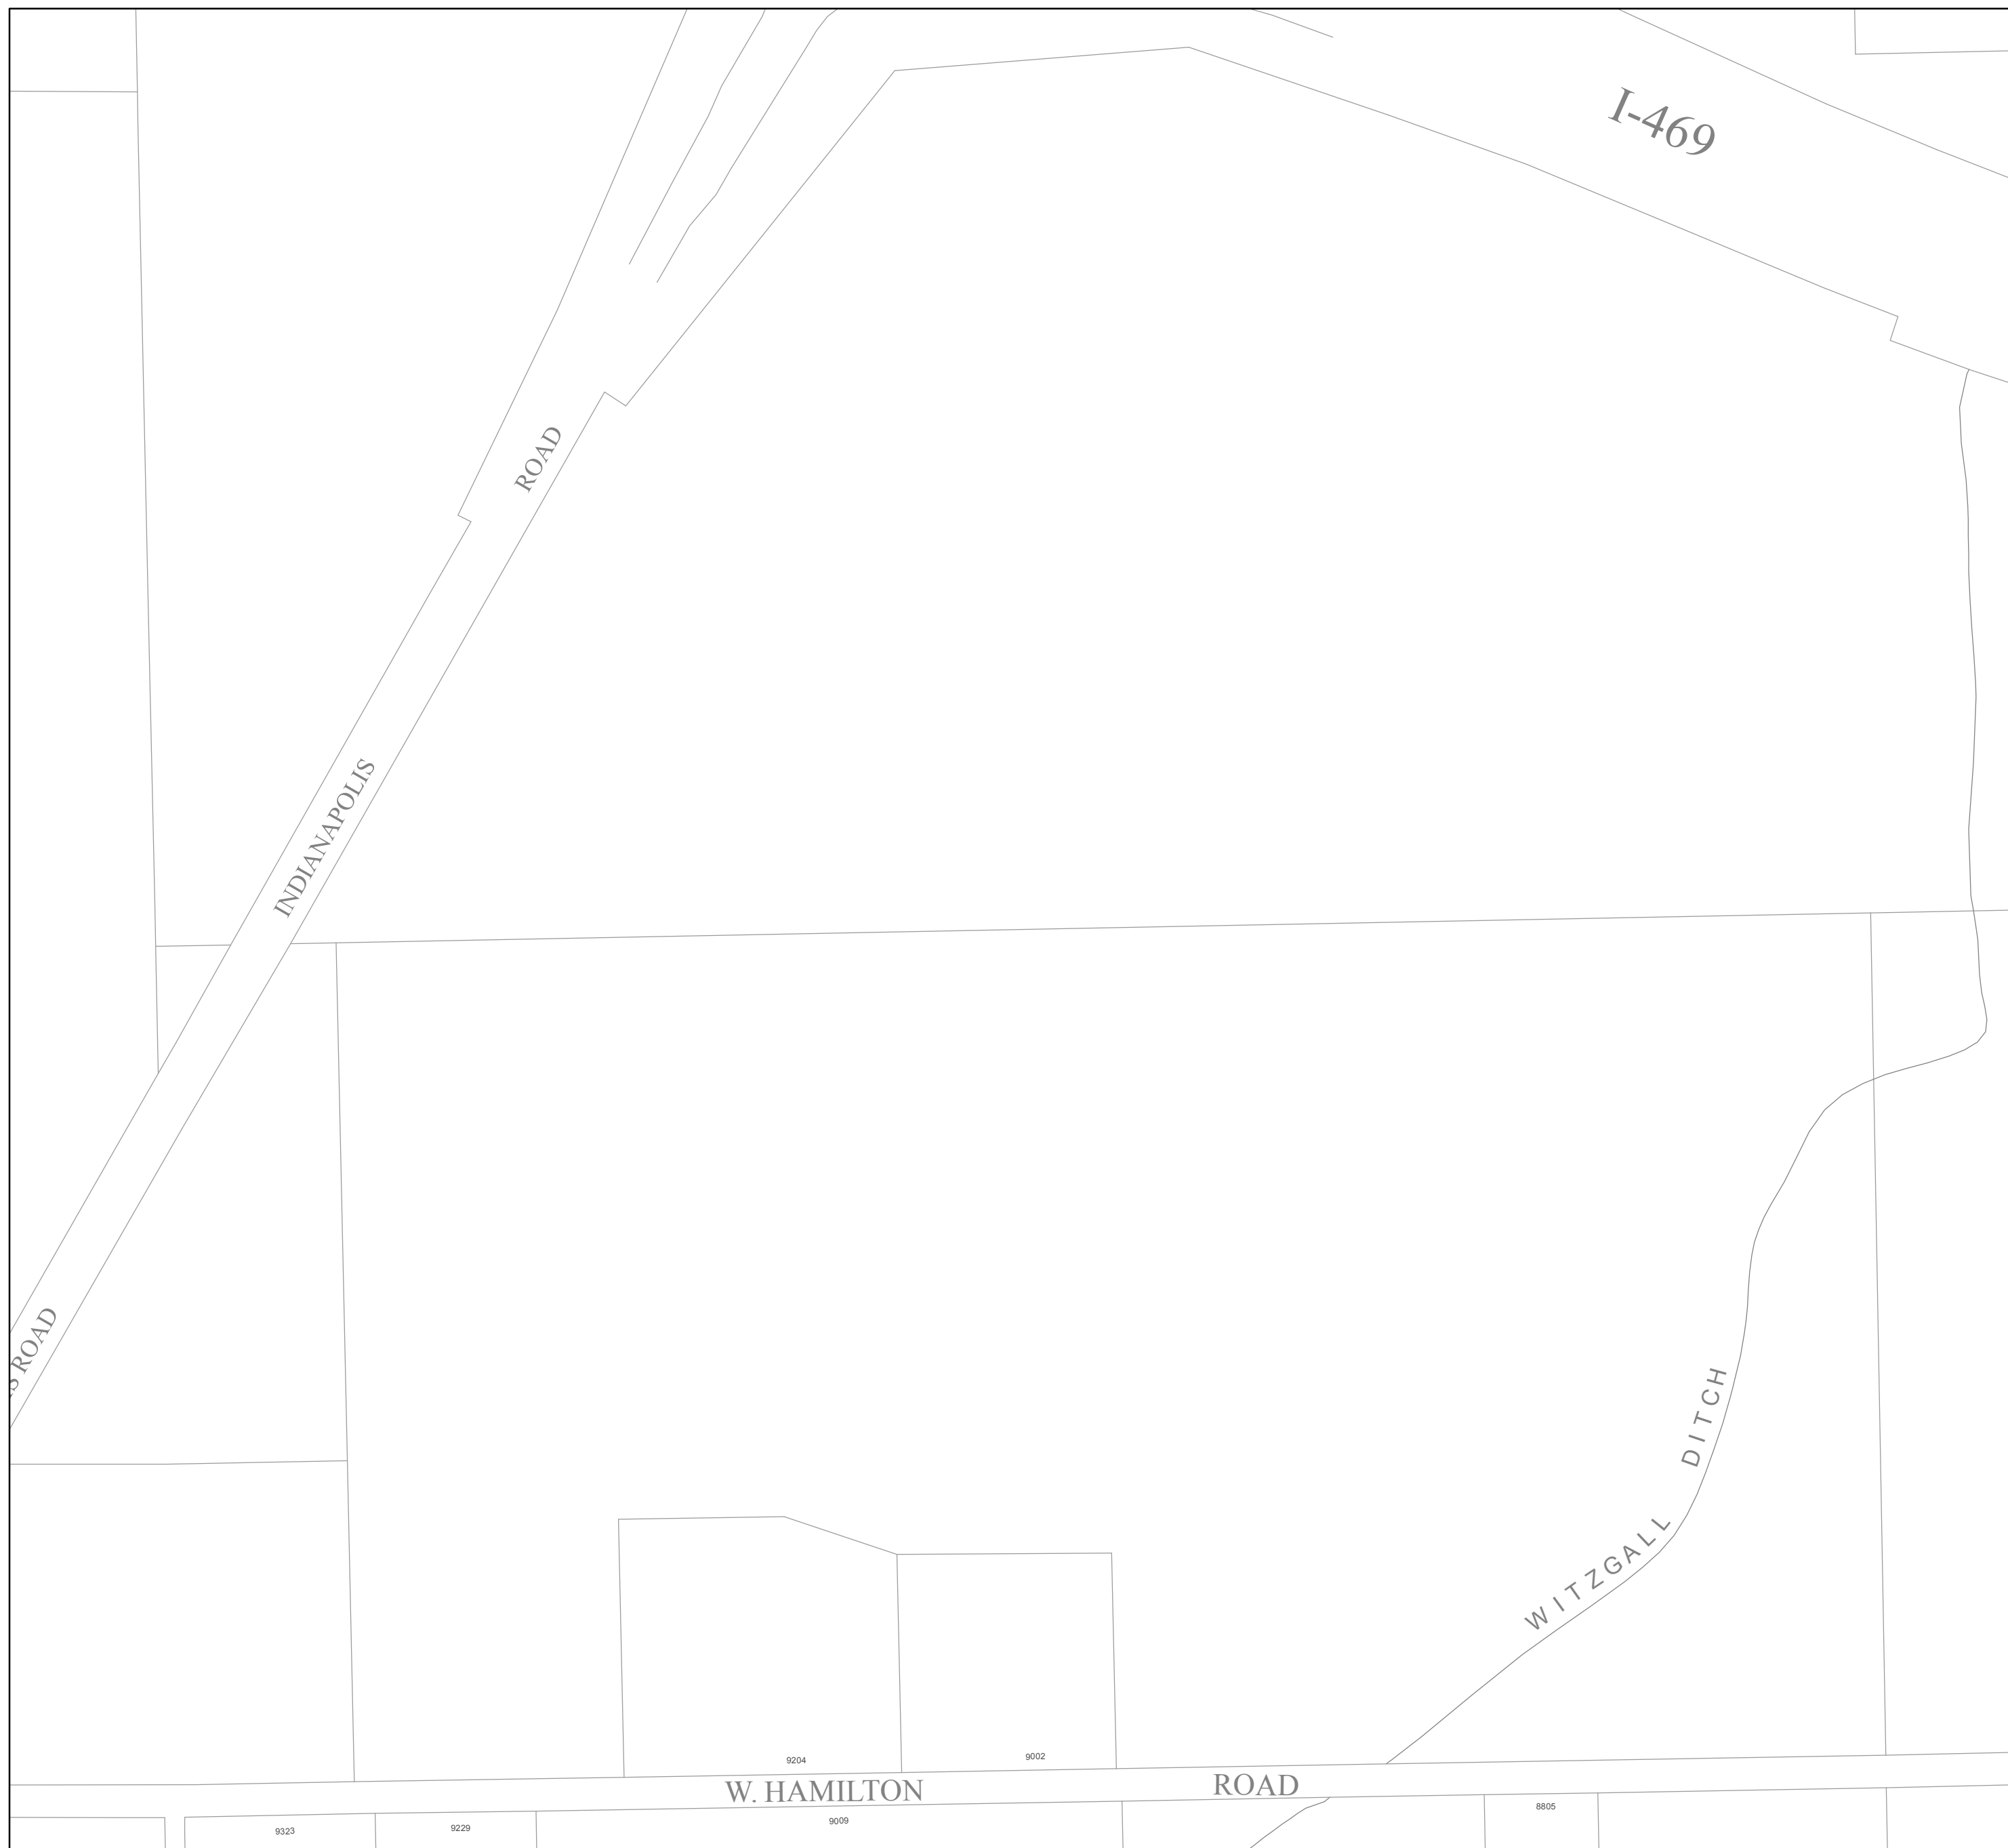 I-469
ROAD
INDIANAPOLIS
S ROAD
DITCH
WITZGALL
9204
9002
W. HAMILTON ROAD
9323
9229
9009
8805